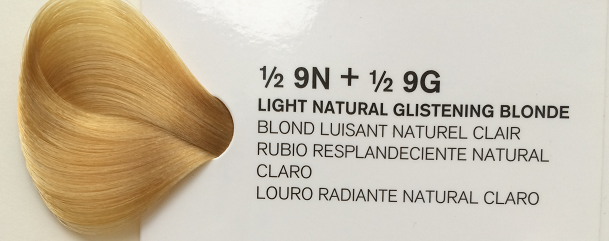 ½ 9N + ½ 9G
LIGHT NATURAL GLISTENING BLONDE
BLOND LUISANT NATUREL CLAIR
RUBIO RESPLANDECIENTE NATURAL
CLARO
LOURO RADIANTE NATURAL CLARO